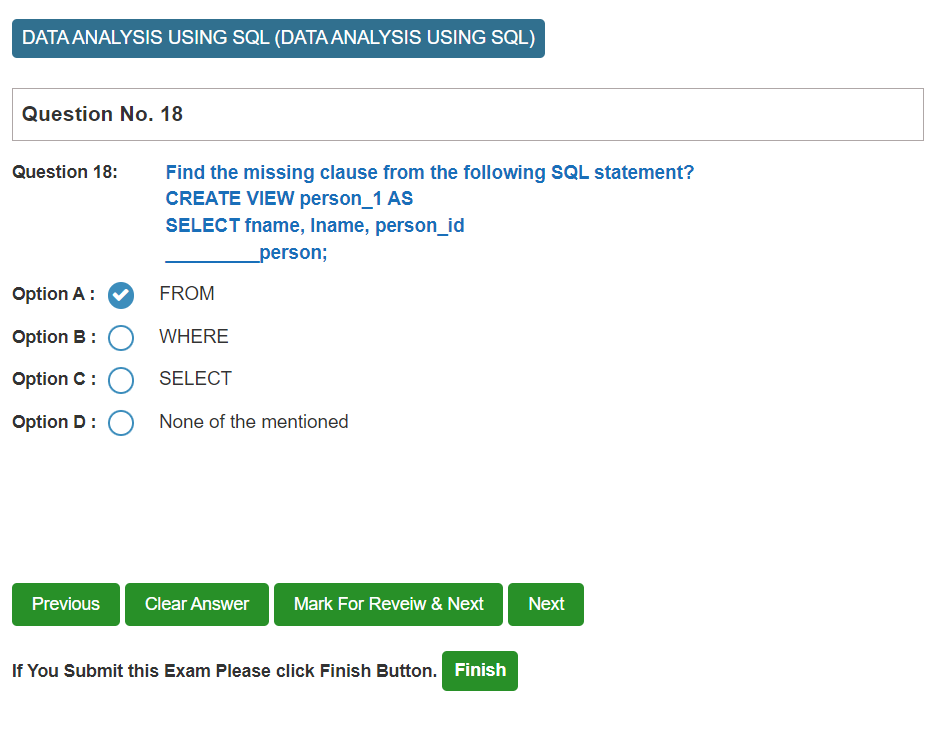 DATA ANALYSIS USING SQL (DATA ANALYSIS USING SQL)
Question No. 18
Question 18: Find the missing clause from the following SQL statement?
CREATE VIEW person_1 AS
SELECT fname, lname, person_id
_________person;
Option A : FROM
Option B : WHERE
Option C : SELECT
Option D : None of the mentioned
Previous Clear Answer Mark For Reveiw & Next Next
If You Submit this Exam Please click Finish Button. Finish